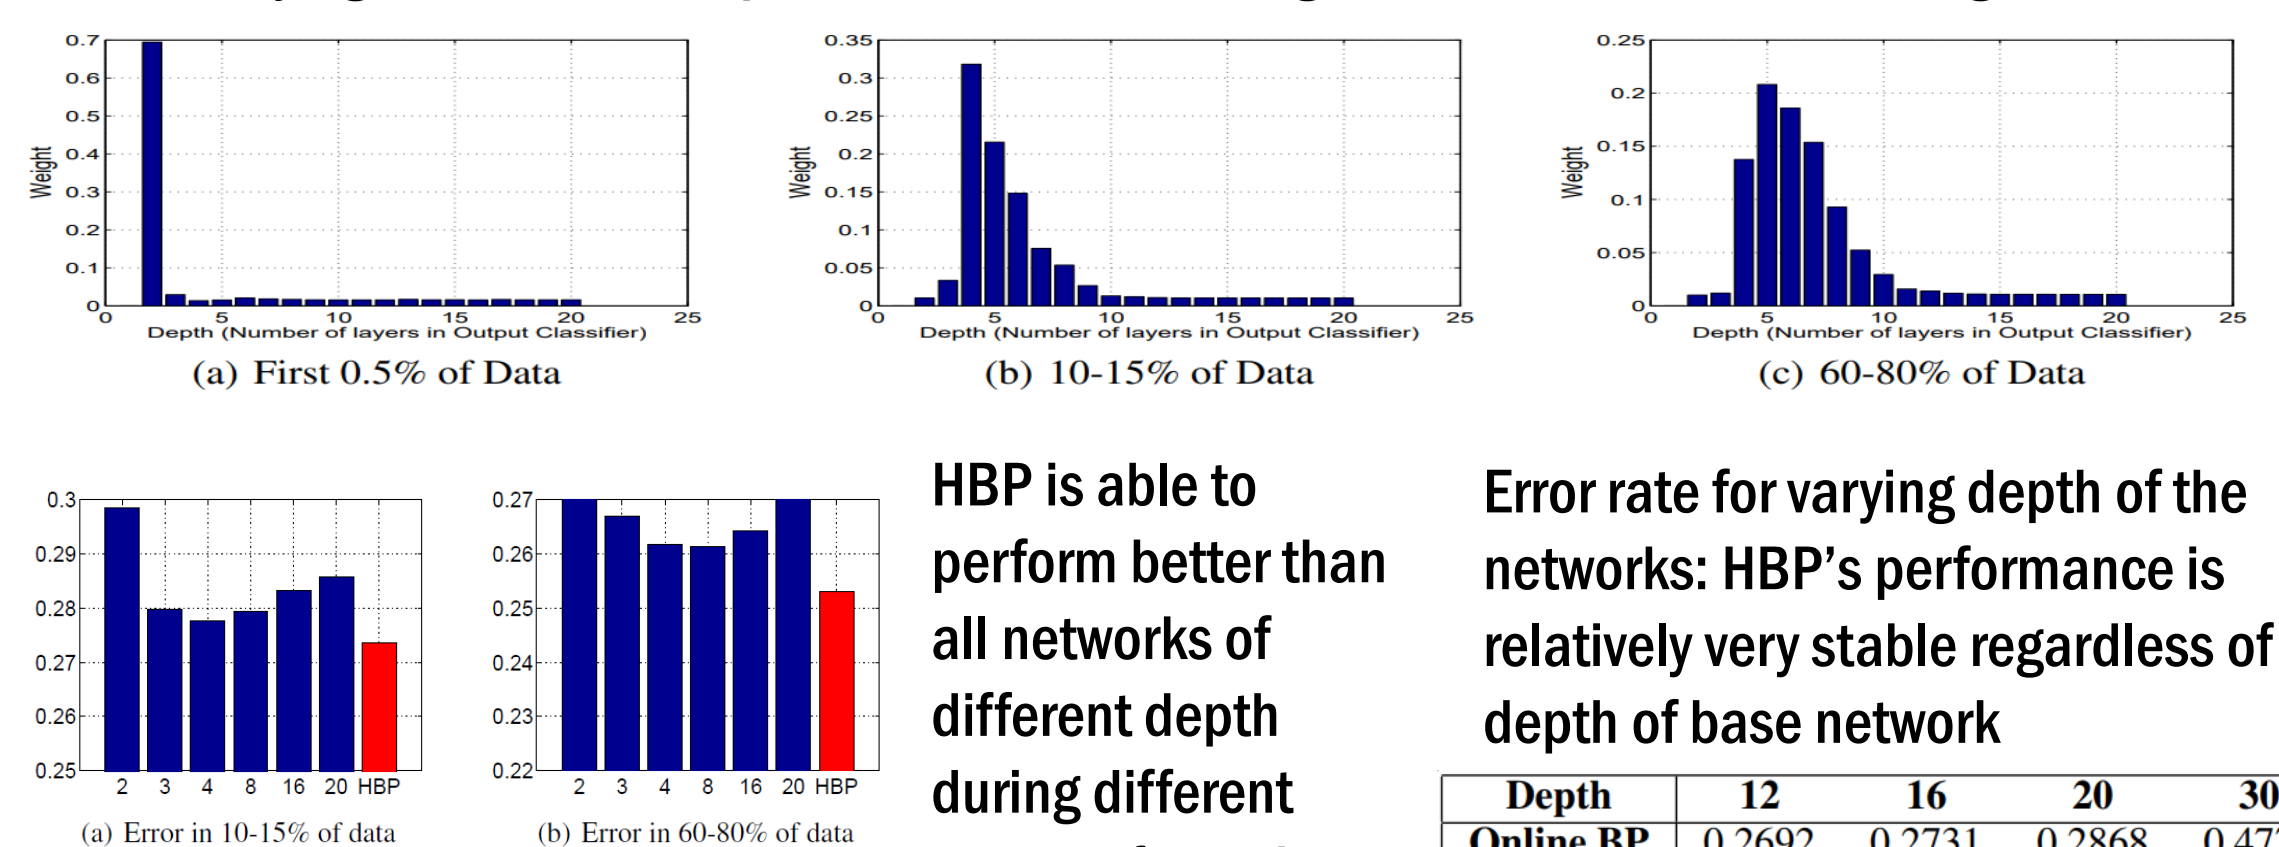 0.7
0.6
0.5
0.4
0.3
0.2
0.1
0
Weight
0 5 10 15 20 25
Depth (Number of layers in Output Classifier)
(a) First 0.5% of Data
0.35
0.3
0.25
0.2
0.15
0.1
0.05
0
Weight
0 5 10 15 20 25
Depth (Number of layers in Output Classifier)
(b) 10-15% of Data
0.25
0.2
0.15
0.1
0.05
0
Weight
0 5 10 15 20 25
Depth (Number of layers in Output Classifier)
(c) 60-80% of Data
0.3
0.29
0.28
0.27
0.26
0.25
2 3 4 8 16 20 HBP
(a) Error in 10-15% of data
0.27
0.26
0.25
0.24
0.23
0.22
2 3 4 8 16 20 HBP
(b) Error in 60-80% of data
HBP is able to
perform better than
all networks of
different depth
during different
Error rate for varying depth of the
networks: HBP's performance is
relatively very stable regardless of
depth of base network
Depth 12 16 20 30
Online BP 0.2692 0.2731 0.2868